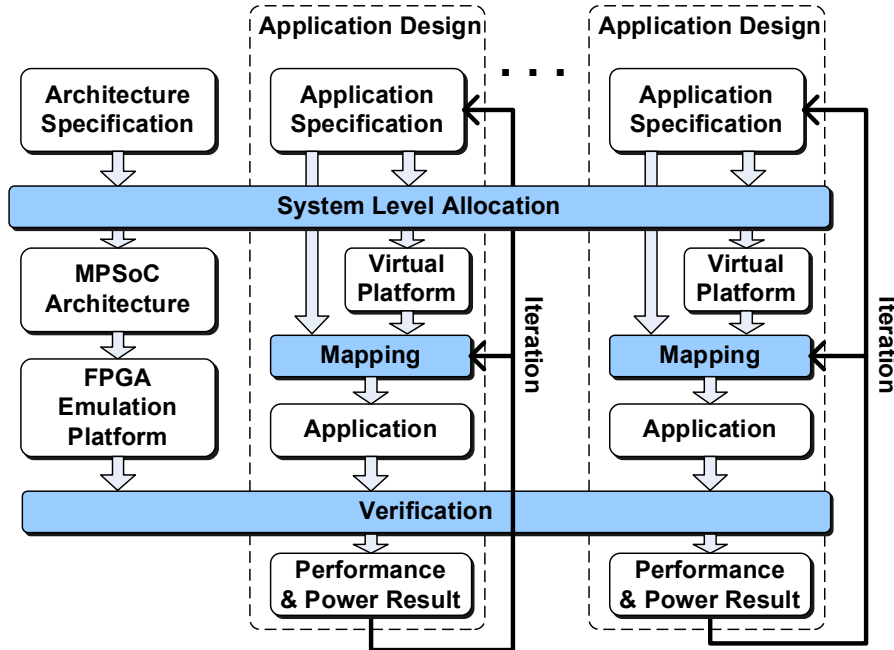 Application Design
Application Design
. . .
Architecture
Specification
Application
Specification
Application
Specification
System Level Allocation
MPSoC
Architecture
Virtual
Platform
Iteration
Virtual
Platform
Iteration
Mapping
Mapping
FPGA
Emulation
Platform
Application
Application
Verification
Performance
& Power Result
Performance
& Power Result